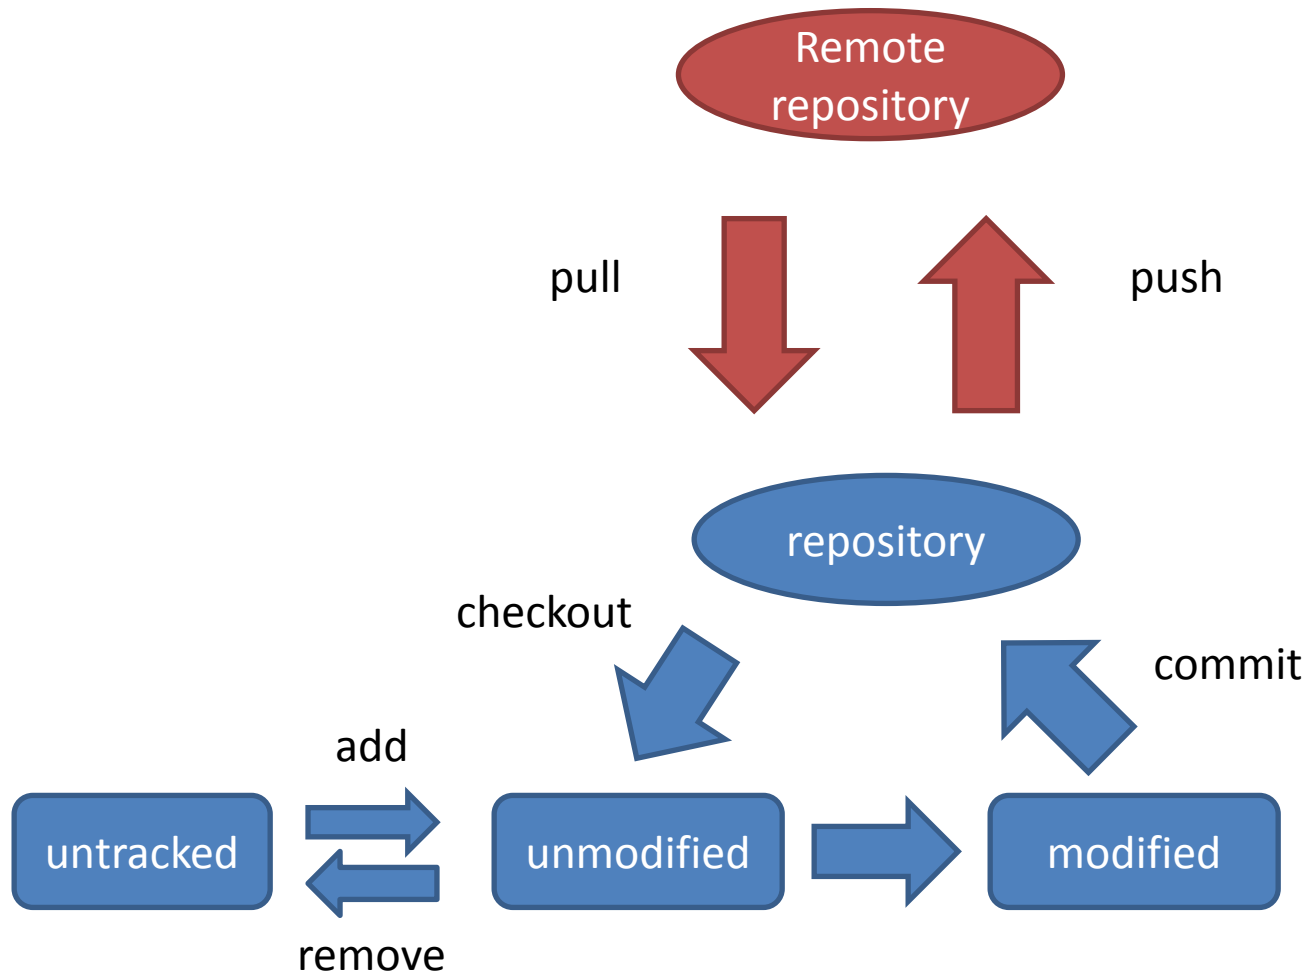 Remote
repository
pull
push
repository
checkout
commit
add
untracked
unmodified
modified
remove